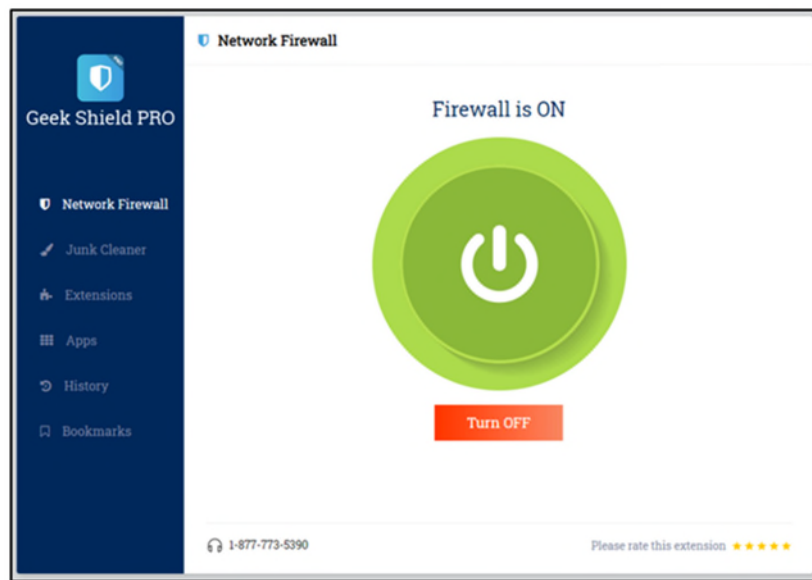 Network Firewall
Geek Shield PRO
Firewall is ON
Network Firewall
Junk Cleaner
Extensions
Apps
History
Bookmarks
Turn OFF
1-877-773-5390
Please rate this extension